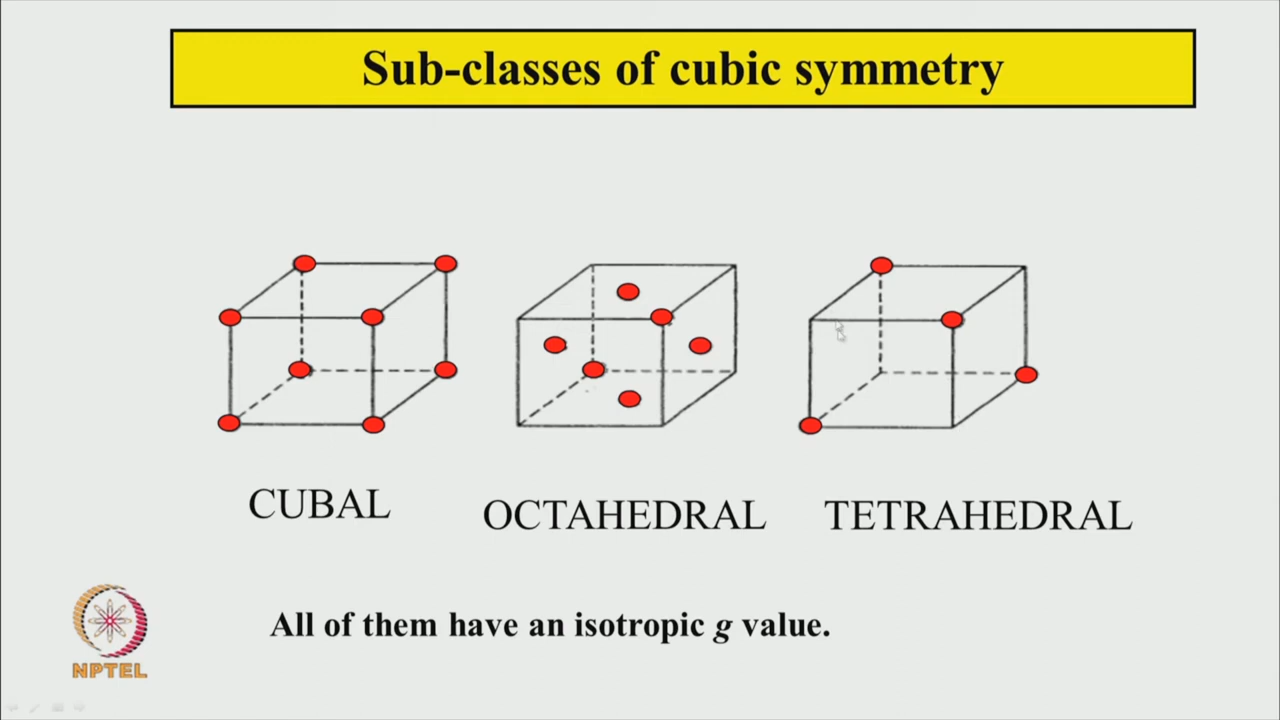 Sub-classes of cubic symmetry
CUBAL
OCTAHEDRAL
TETRAHEDRAL
All of them have an isotropic g value.
NPTEL